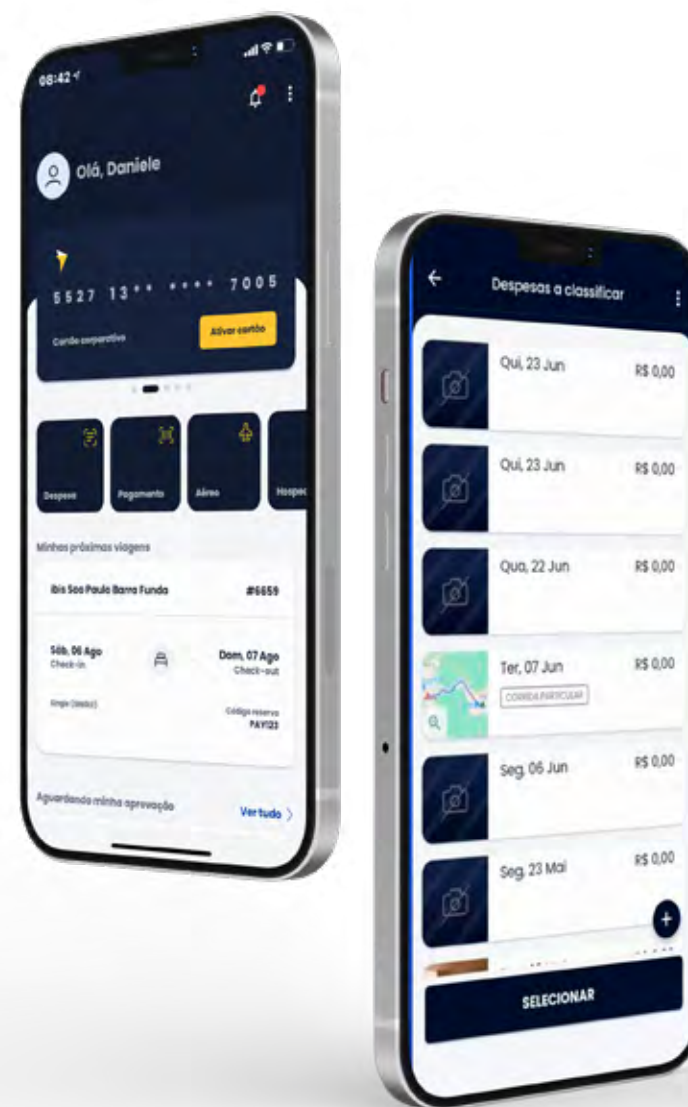 08:42
Olá, Daniele
5527 13** **** 7005
Cartão corporativo
Ativar cartão
Despesa
Pagamento
Aéreo
Hosped
Minhas próximas viagens
ibis Sao Paulo Barra Funda
#6659
Sáb, 06 Ago
Check-in
Dom, 07 Ago
Check-out
Código reserva
PAY123
Aguardando minha aprovação
Ver tudo
Despesas a classificar
Qui, 23 Jun
R$ 0,00
Qui, 23 Jun
R$ 0,00
Qua, 22 Jun
R$ 0,00
Ter, 07 Jun
R$ 0,00
CORRIDA PARTICULAR
Seg, 06 Jun
R$ 0,00
Seg, 23 Mai
R$ 0,00
SELECIONAR